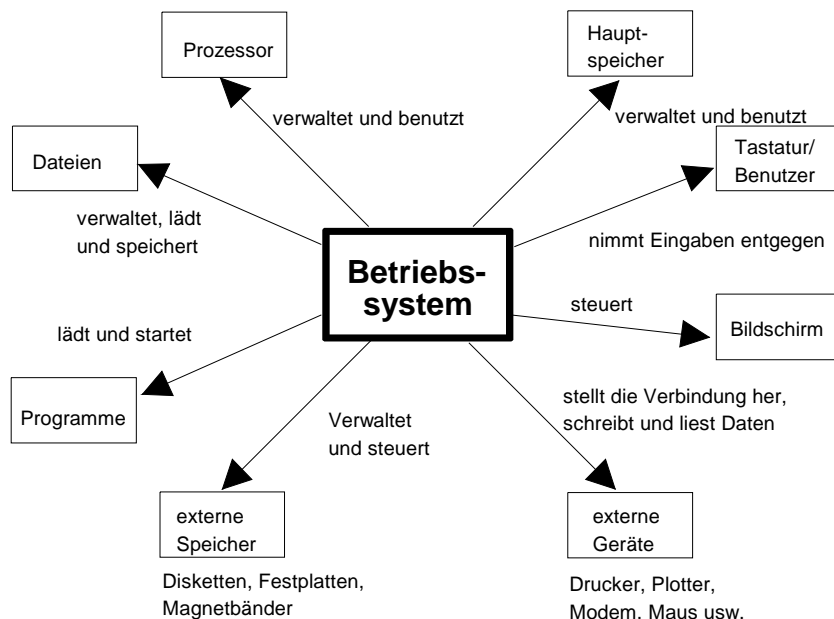 Prozessor
Haupt-
speicher
verwaltet und benutzt
verwaltet und benutzt
Dateien
Tastatur/
Benutzer
verwaltet, lädt
und speichert
nimmt Eingaben entgegen
Betriebs-
system
steuert
Bildschirm
lädt und startet
Programme
Verwaltet
und steuert
stellt die Verbindung her,
schreibt und liest Daten
externe
Speicher
externe
Geräte
Disketten, Festplatten,
Magnetbänder
Drucker, Plotter,
Modem, Maus usw.